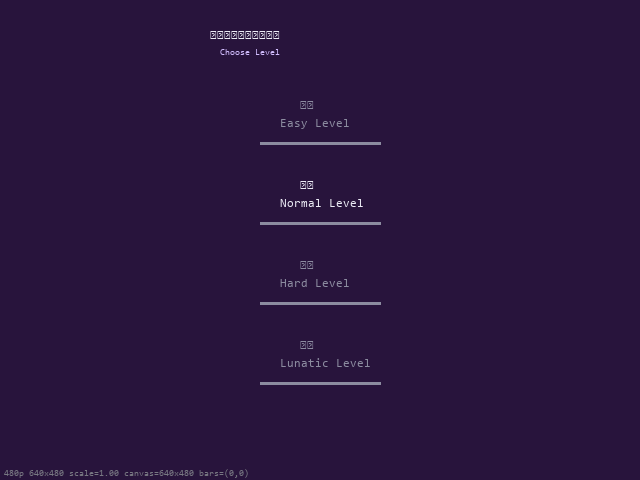 Choose Level
Easy Level
Normal Level
Hard Level
Lunatic Level
480p 640x480 scale=1.00 canvas=640x480 bars=(0,0)